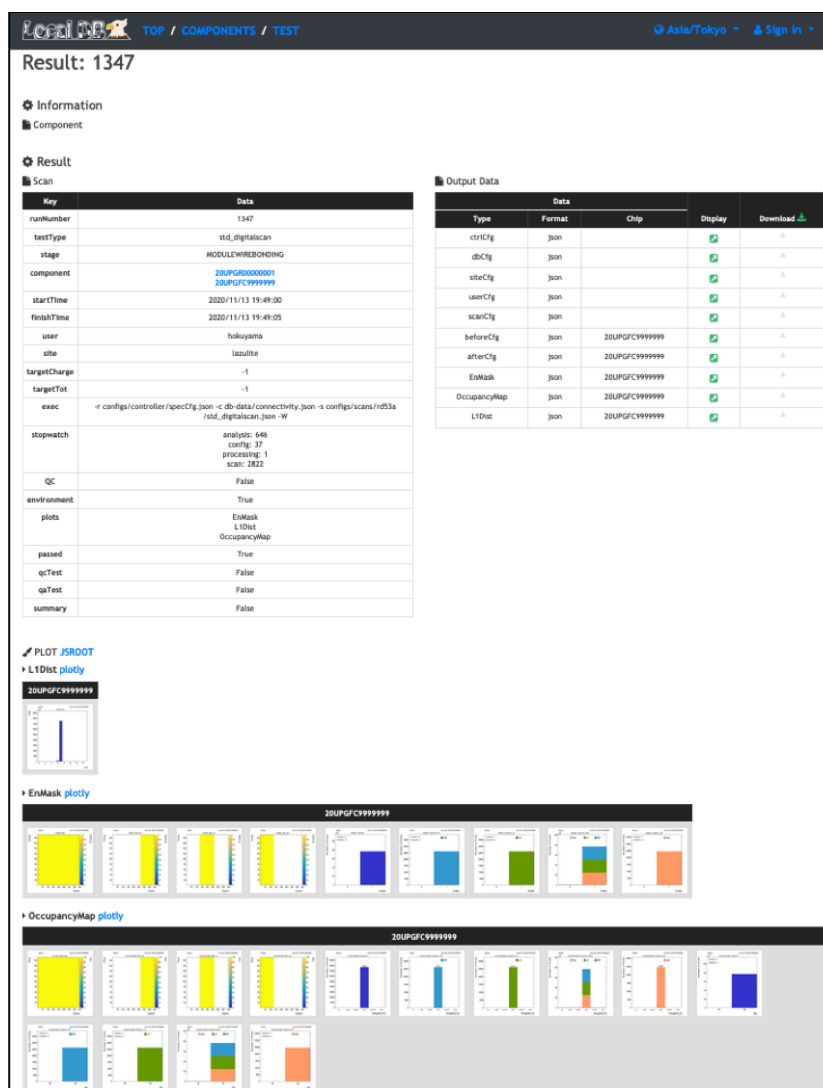 Local DB TOP / COMPONENTS / TEST Asia/Tokyo Sign in
Result: 1347
Information
Component
Result
Scan
Key Data
runNumber 1347
testType std_digitalscan
stage MODULEWIREBONDING
component 20UPGR00000001
20UPGFC9999999
startTime 2020/11/13 19:49:00
finishTime 2020/11/13 19:49:05
user hokuyama
site lazulite
targetCharge -1
targetTot -1
exec -r configs/controller/specCfg.json -c db-data/connectivity.json -s configs/scans/rd53a
/std_digitalscan.json -W
stopwatch analysis: 646
config: 37
processing: 1
scan: 2822
QC False
environment True
plots EnMask
L1Dist
OccupancyMap
passed True
qcTest False
qaTest False
summary False
Output Data
Data
Type Format Chip Display Download
ctrlCfg json
dbCfg json
siteCfg json
userCfg json
scanCfg json
beforeCfg json 20UPGFC9999999
afterCfg json 20UPGFC9999999
EnMask json 20UPGFC9999999
OccupancyMap json 20UPGFC9999999
L1Dist json 20UPGFC9999999
PLOT JSROOT
L1Dist plotly
20UPGFC9999999
EnMask plotly
20UPGFC9999999
OccupancyMap plotly
20UPGFC9999999